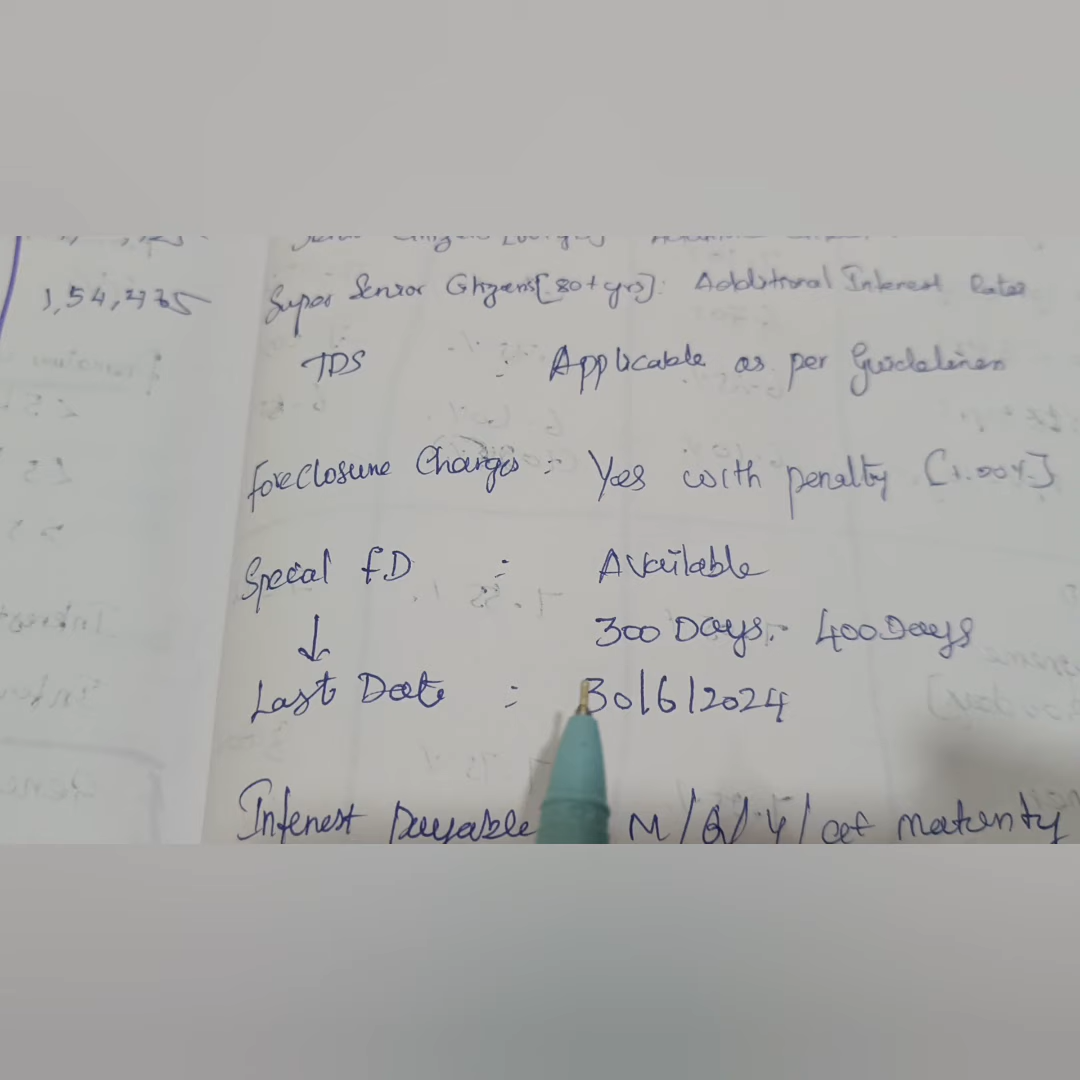 1,54,735
Super Senior Citizens [80+ yrs]: Additional Interest Rates
TDS : Applicable as per Guidelines
Foreclosure Charges : Yes with penalty [1.00%]
Special FD : Available
300 Days. 400 Days
↓
Last Date : 30/6/2024
Interest Payable M/Q/Y/at maturity